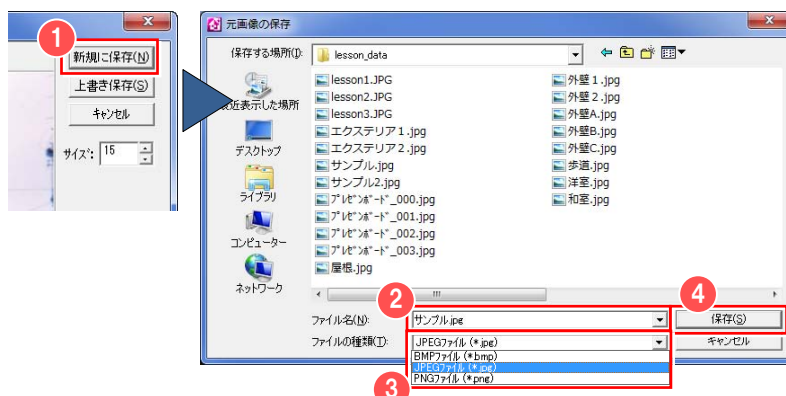 1
新規に保存(N)
上書き保存(S)
キャンセル
サイズ: 15
元画像の保存
保存する場所(I):
lesson_data
近表示した場所
デスクトップ
ライブラリ
コンピューター
ネットワーク
lesson1.JPG
lesson2.JPG
lesson3.JPG
エクステリア1.jpg
エクステリア2.jpg
サンプル.jpg
サンプル2.jpg
プレゼンボード_000.jpg
プレゼンボード_001.jpg
プレゼンボード_002.jpg
プレゼンボード_003.jpg
屋根.jpg
外壁1.jpg
外壁2.jpg
外壁A.jpg
外壁B.jpg
外壁C.jpg
歩道.jpg
洋室.jpg
和室.jpg
2
ファイル名(N):
サンプル.jpg
4
保存(S)
ファイルの種類(T):
JPEGファイル (*.jpg)
キャンセル
BMPファイル (*.bmp)
JPEGファイル (*.jpg)
PNGファイル (*.png)
3